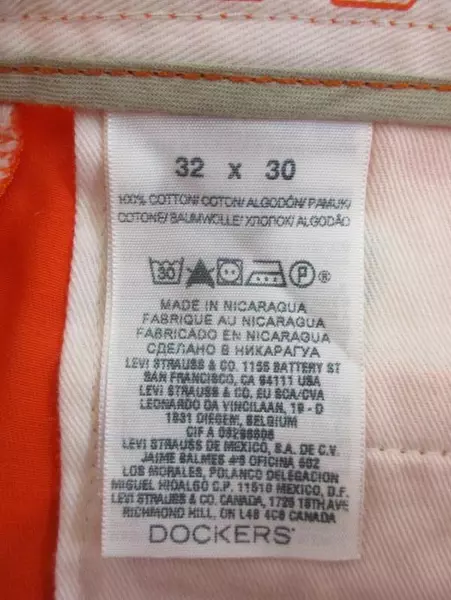 32 x 30
100% COTTON/ COTON/ ALGODÓN/ PAMUK/
COTONE/ BAUMWOLLE/ ХЛОПОК/ ALGODÃO
30 P ®
MADE IN NICARAGUA
FABRIQUE AU NICARAGUA
FABRICADO EN NICARAGUA
СДЕЛАНО В НИКАРАГУА
LEVI STRAUSS & CO. 1155 BATTERY ST
SAN FRANCISCO, CA 94111 USA
LEVI STRAUSS & CO. EU SCA/CVA
LEONARDO DA VINCILAAN, 19 - D
1831 DIEGEM, BELGIUM
CIF A
LEVI STRAUSS DE MEXICO, S.A. DE C.V.
JAIME BALMES #8 OFICINA 602
LOS MORALES, POLANCO DELEGACION
MIGUEL HIDALGO C.P. 11510 MEXICO, D.F.
LEVI STRAUSS & CO. CANADA, 1725 16TH AVE
RICHMOND HILL, ON L4B 4C6 CANADA
DOCKERS®